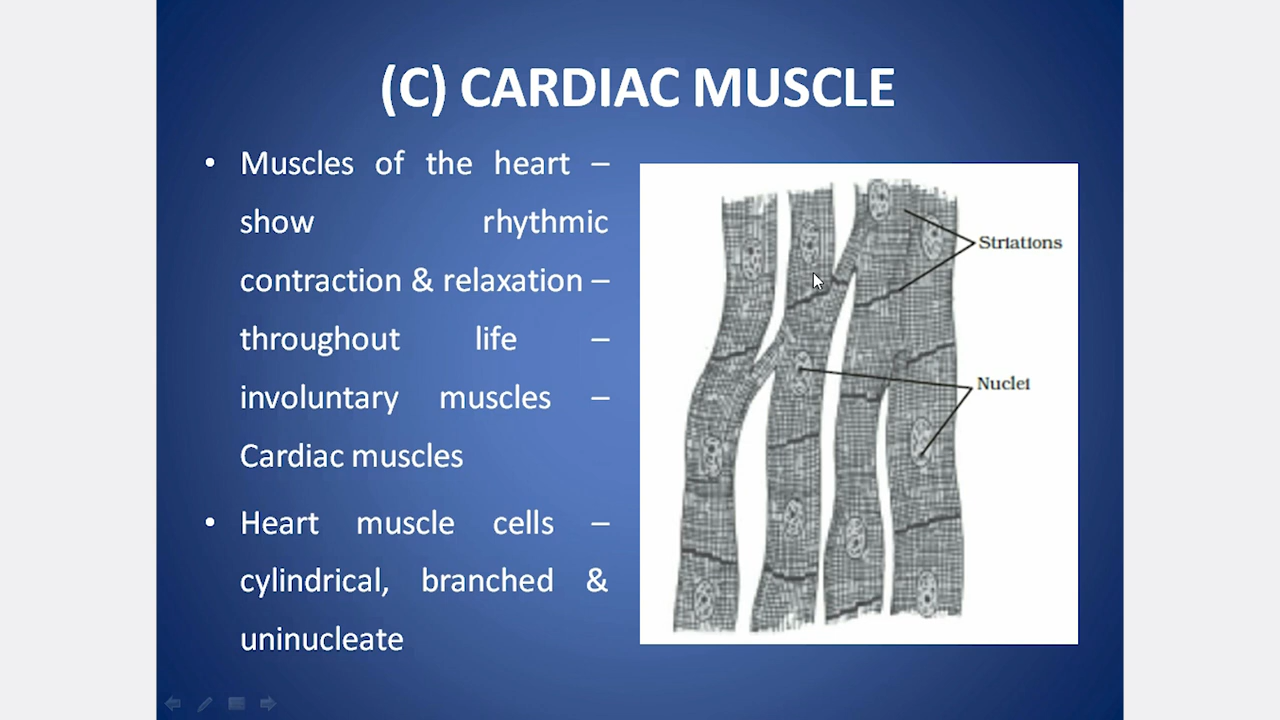 (C) CARDIAC MUSCLE
• Muscles of the heart –
show rhythmic
contraction & relaxation –
throughout life –
involuntary muscles –
Cardiac muscles
• Heart muscle cells –
cylindrical, branched &
uninucleate
Striations
Nuclei